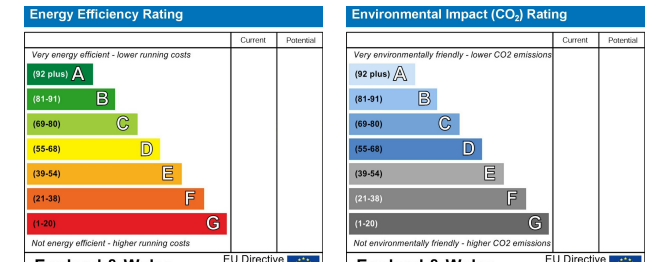 Energy Efficiency Rating
Current Potential
Very energy efficient - lower running costs
(92 plus) A
(81-91) B
(69-80) C
(55-68) D
(39-54) E
(21-38) F
(1-20) G
Not energy efficient - higher running costs
EU Directive
Environmental Impact (CO₂) Rating
Current Potential
Very environmentally friendly - lower CO2 emissions
(92 plus) A
(81-91) B
(69-80) C
(55-68) D
(39-54) E
(21-38) F
(1-20) G
Not environmentally friendly - higher CO2 emissions
EU Directive